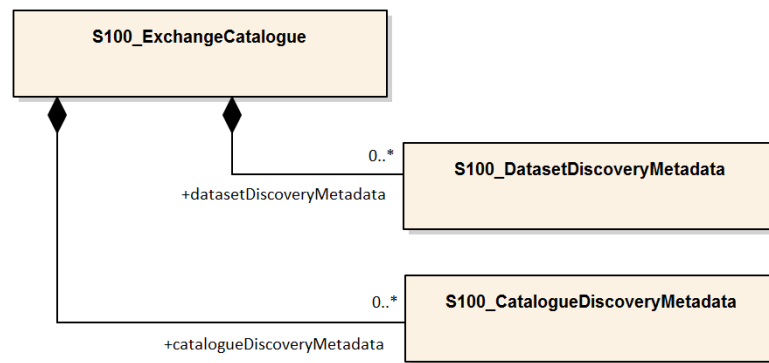 S100_ExchangeCatalogue
0..*
S100_DatasetDiscoveryMetadata
+datasetDiscoveryMetadata
0..*
S100_CatalogueDiscoveryMetadata
+catalogueDiscoveryMetadata